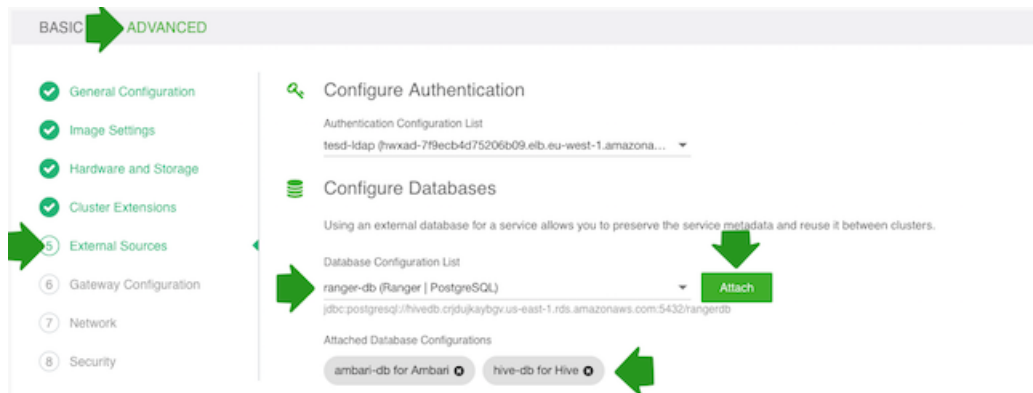 BASIC ADVANCED
General Configuration
Image Settings
Hardware and Storage
Cluster Extensions
5 External Sources
6 Gateway Configuration
7 Network
8 Security
Configure Authentication
Authentication Configuration List
tesd-ldap (hwxad-7f9ecb4d75206b09.elb.eu-west-1.amazona...
Configure Databases
Using an external database for a service allows you to preserve the service metadata and reuse it between clusters.
Database Configuration List
ranger-db (Ranger | PostgreSQL)
Attach
jdbc:postgresql://hivedb.crjdujkaybgv.us-east-1.rds.amazonaws.com:5432/rangerdb
Attached Database Configurations
ambari-db for Ambari
hive-db for Hive